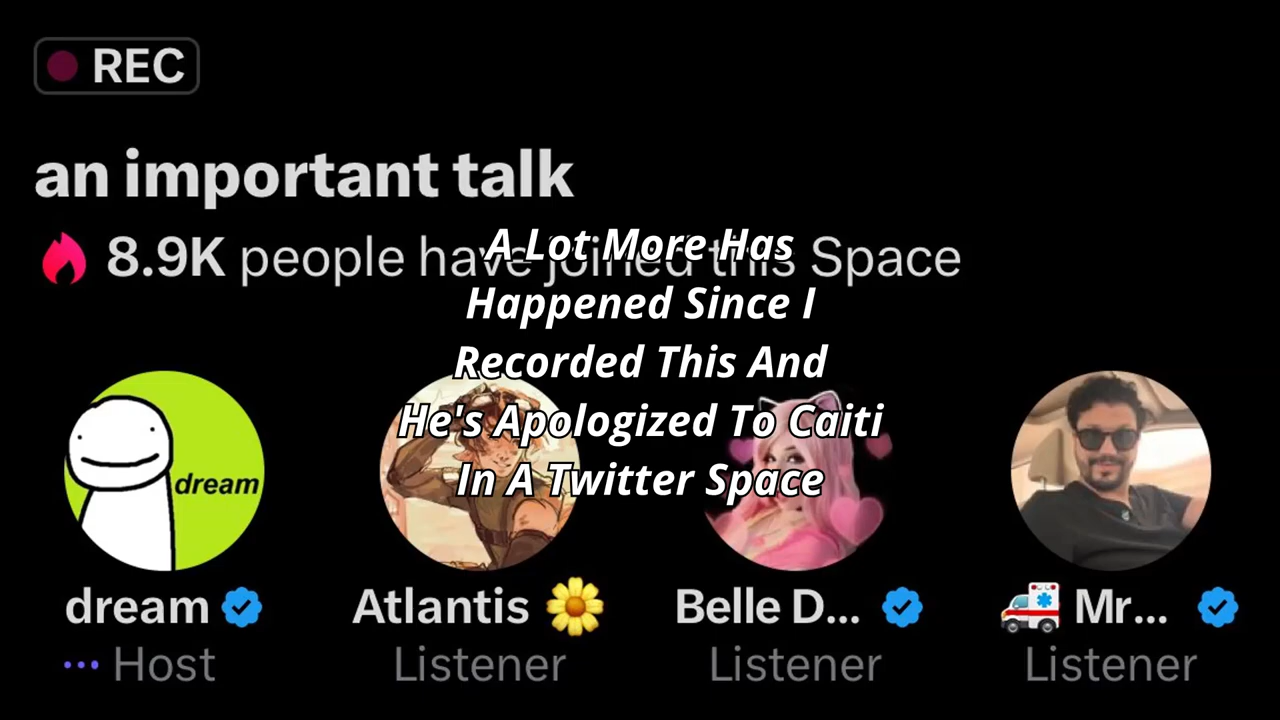 REC
an important talk
8.9K people have joined this Space
A Lot More Has
Happened Since I
Recorded This And
He's Apologized To Caiti
In A Twitter Space
dream
dream Atlantis Belle D... Mr...
Host Listener Listener Listener